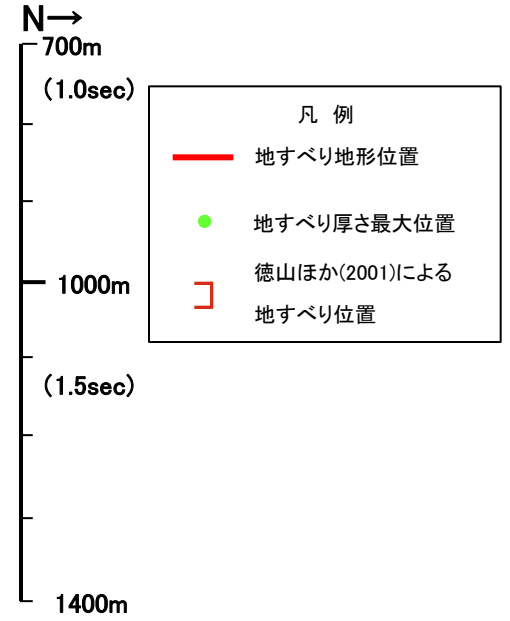 N→
700m
(1.0sec)
凡 例
地すべり地形位置
地すべり厚さ最大位置
徳山ほか(2001)による
地すべり位置
1000m
(1.5sec)
1400m